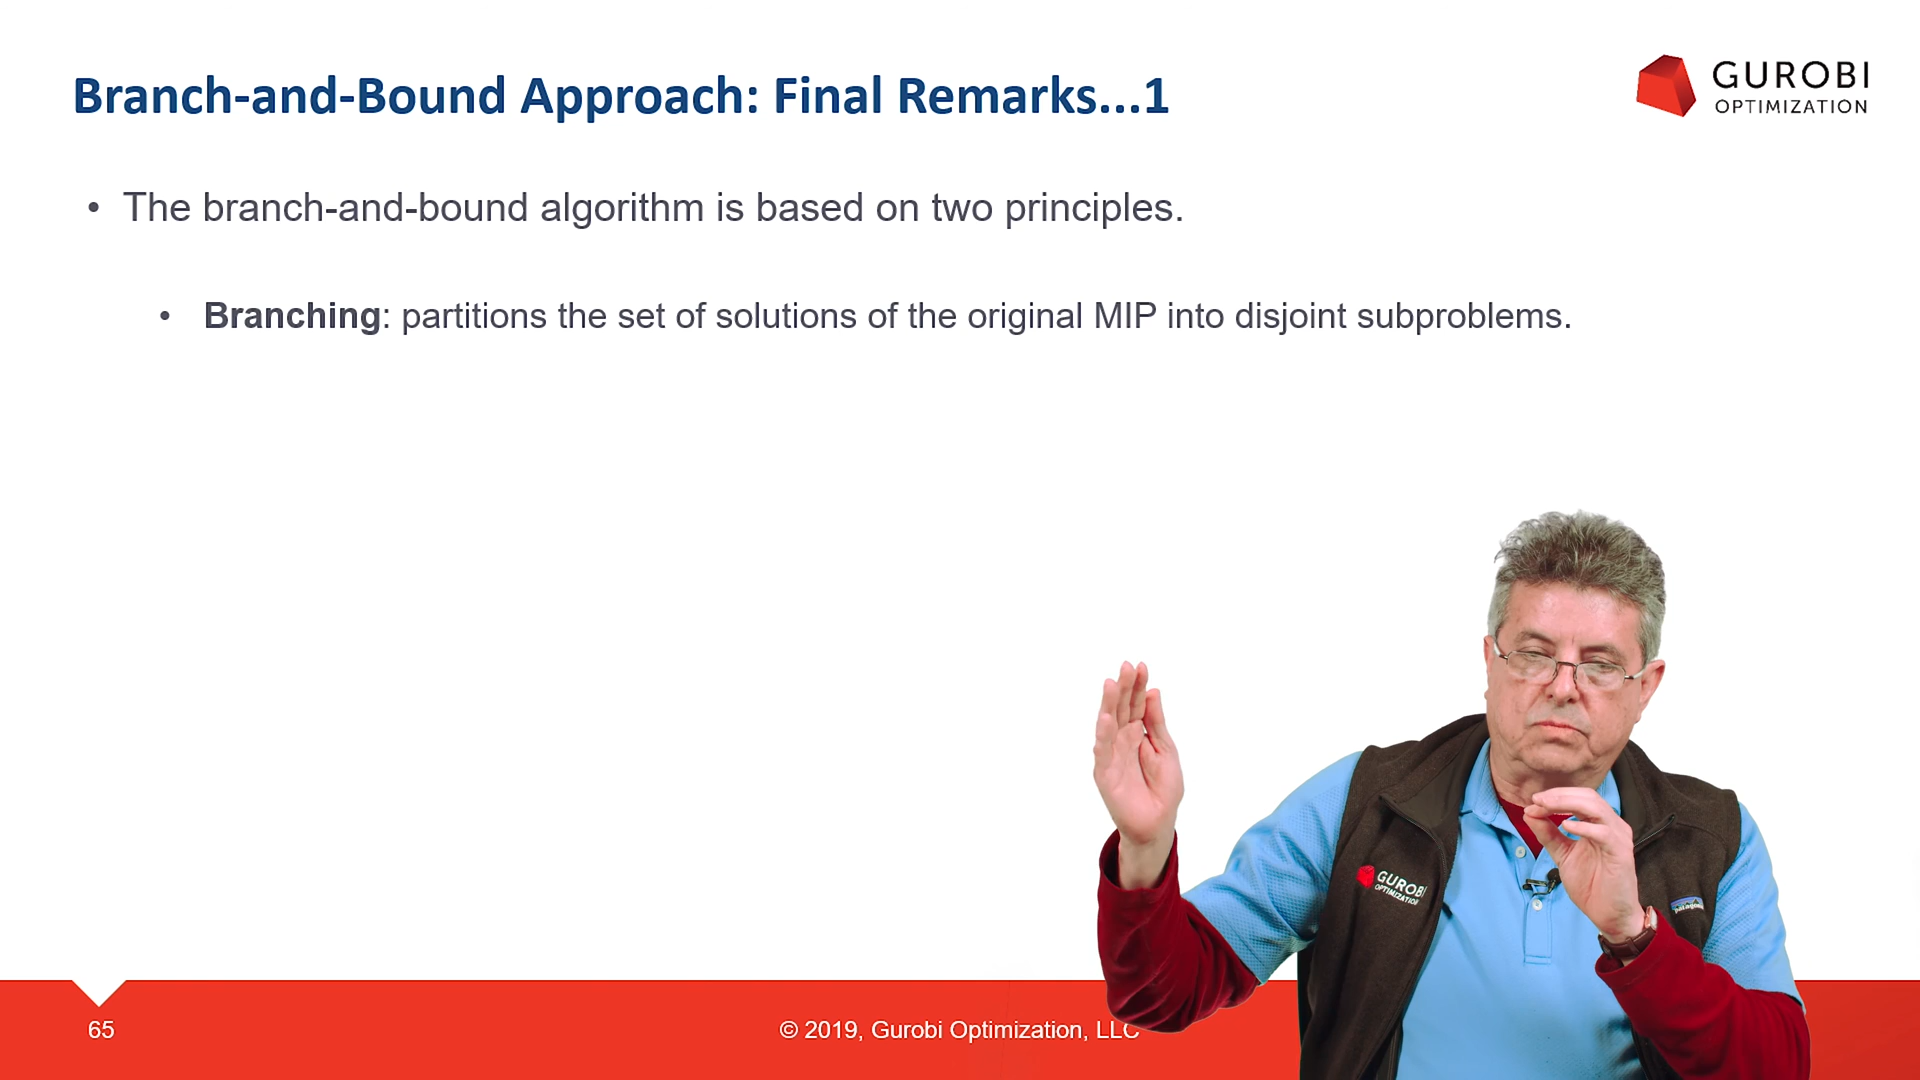 Branch-and-Bound Approach: Final Remarks...1
GUROBI
OPTIMIZATION
• The branch-and-bound algorithm is based on two principles.
• Branching: partitions the set of solutions of the original MIP into disjoint subproblems.
GUROBI
OPTIMIZATION
patagonia
65
© 2019, Gurobi Optimization, LLC